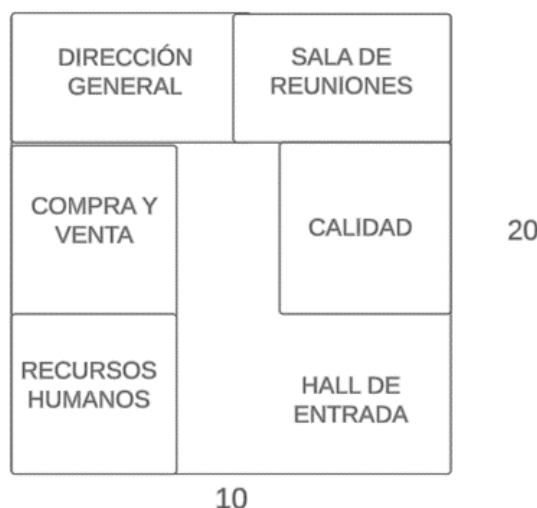 DIRECCIÓN
GENERAL
SALA DE
REUNIONES
COMPRA Y
VENTA
CALIDAD
20
RECURSOS
HUMANOS
HALL DE
ENTRADA
10